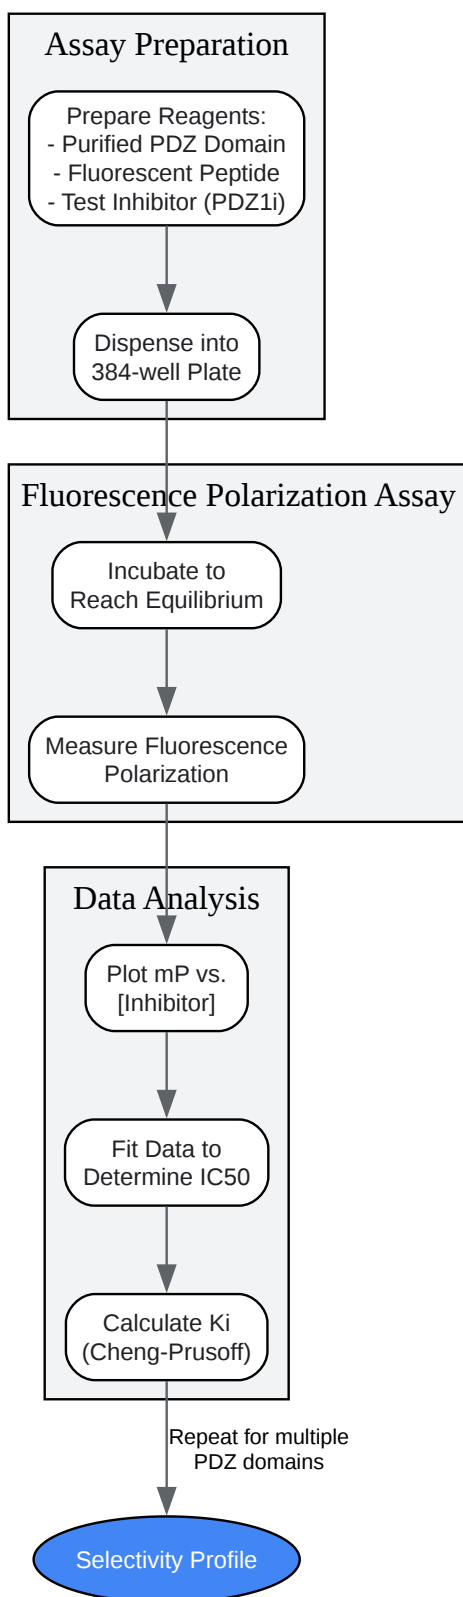 Assay Preparation
Prepare Reagents:
- Purified PDZ Domain
- Fluorescent Peptide
- Test Inhibitor (PDZ1i)
Dispense into
384-well Plate
Fluorescence Polarization Assay
Incubate to
Reach Equilibrium
Measure Fluorescence
Polarization
Data Analysis
Plot mP vs.
[Inhibitor]
Fit Data to
Determine IC50
Calculate Ki
(Cheng-Prusoff)
Repeat for multiple
PDZ domains
Selectivity Profile